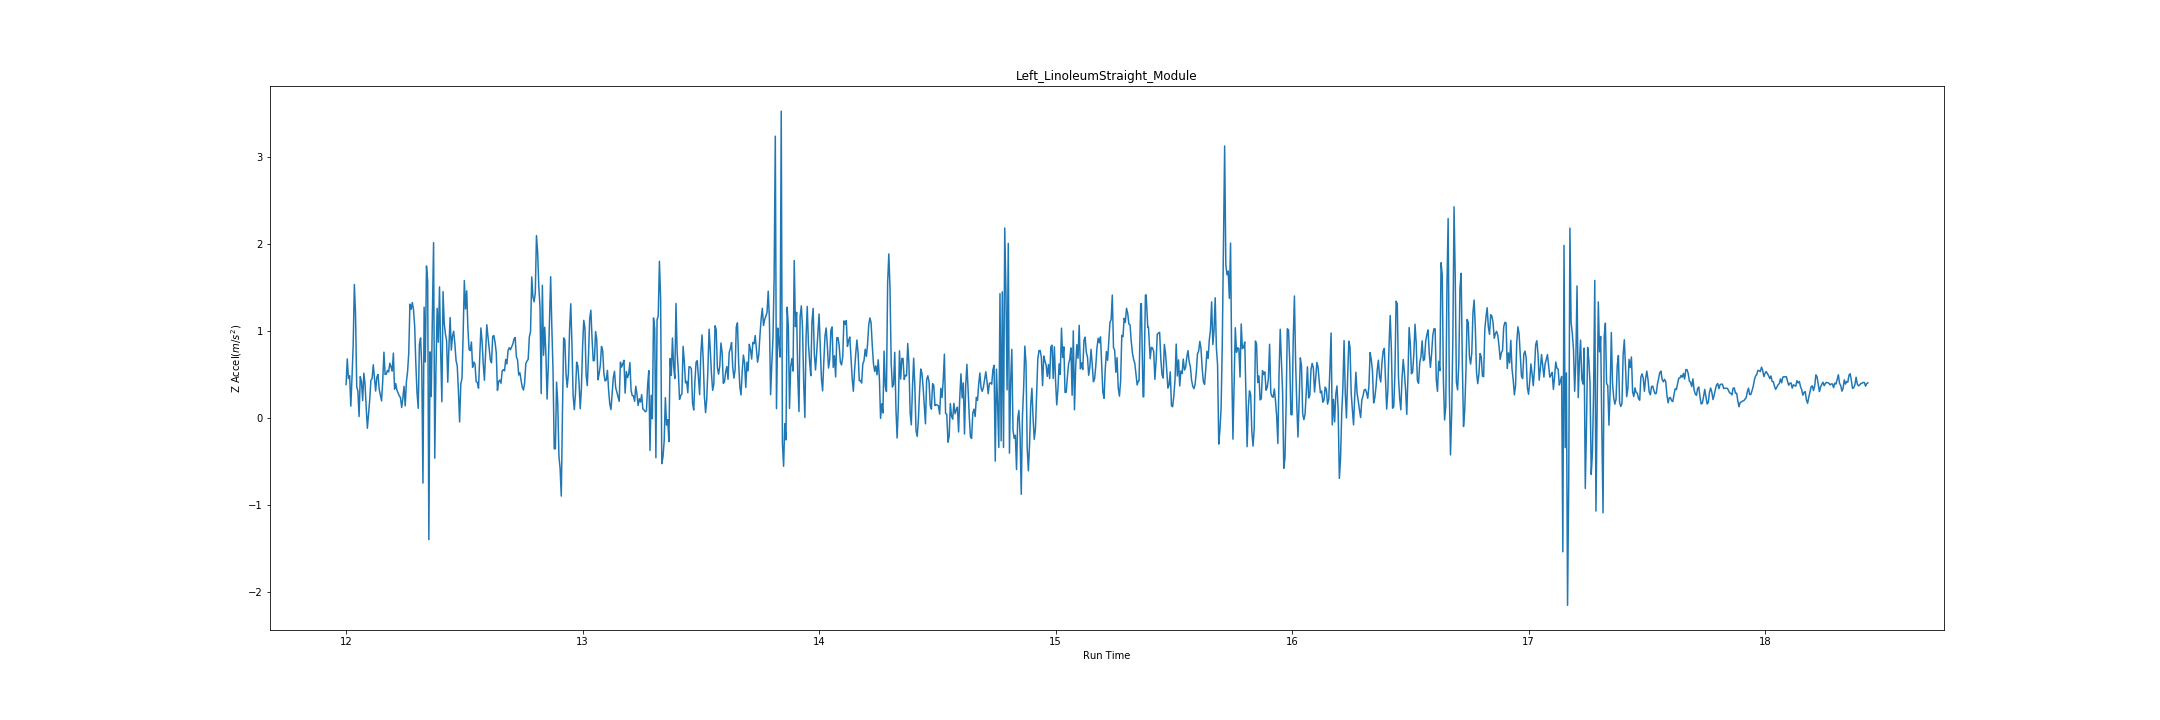 Left_LinoleumStraight_Module
Z Accel(m/s²)
3
2
1
0
−1
−2
12 13 14 15 16 17 18
Run Time